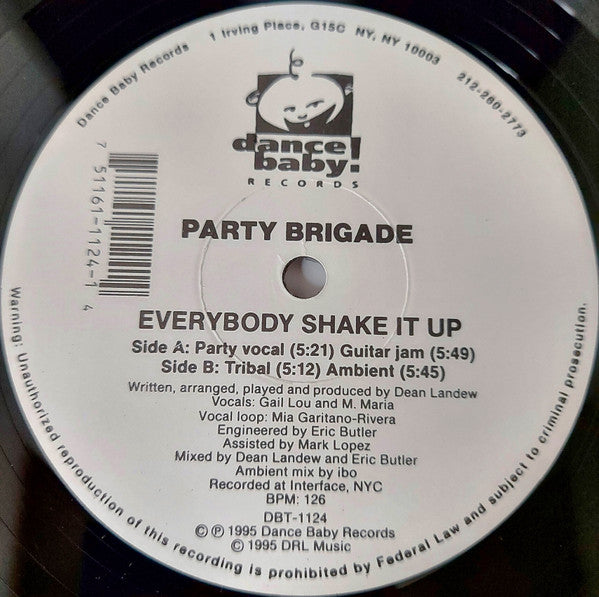 Dance Baby Records 1 Irving Place, G15C NY, NY 10003 212-260-2773
dance
baby!
RECORDS
7 51161-1124-1 4
PARTY BRIGADE
EVERYBODY SHAKE IT UP
Side A: Party vocal (5:21) Guitar jam (5:49)
Side B: Tribal (5:12) Ambient (5:45)
Written, arranged, played and produced by Dean Landew
Vocals: Gail Lou and M. Maria
Vocal loop: Mia Garitano-Rivera
Engineered by Eric Butler
Assisted by Mark Lopez
Mixed by Dean Landew and Eric Butler
Ambient mix by ibo
Recorded at Interface, NYC
BPM: 126
DBT-1124
© ℗ 1995 Dance Baby Records
© 1995 DRL Music
Warning: Unauthorized reproduction of this recording is prohibited by Federal Law and subject to criminal prosecution.